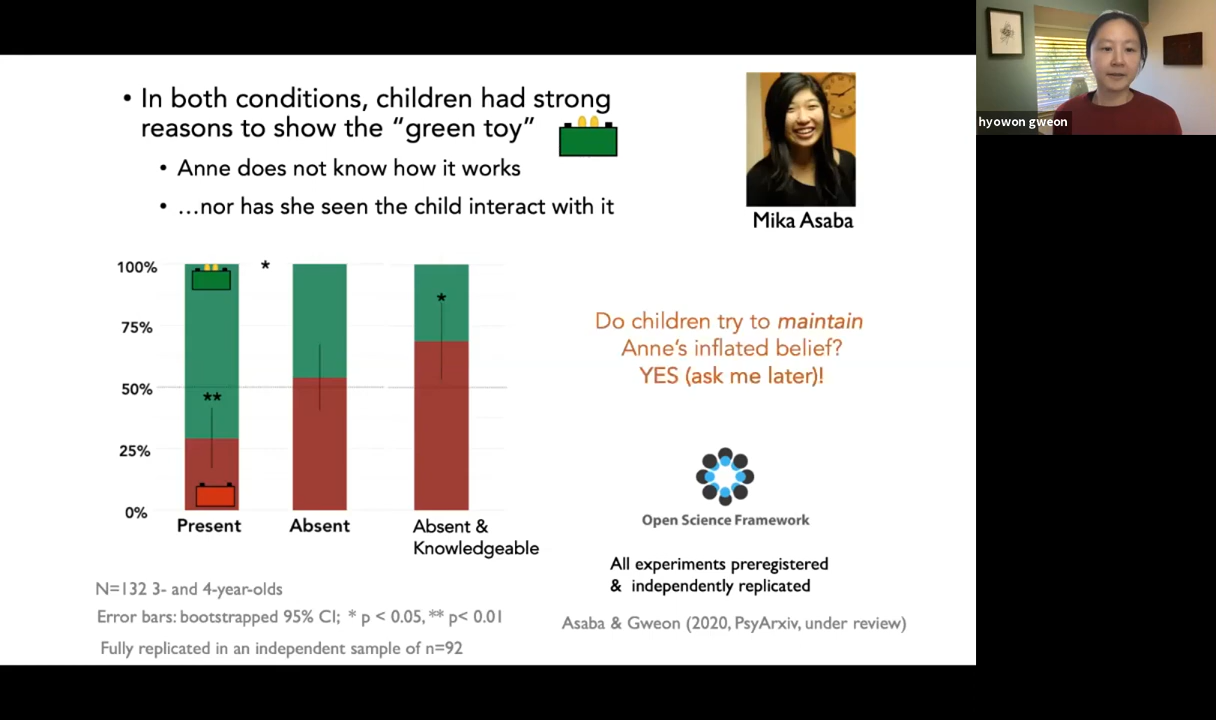 hyowon gweon
• In both conditions, children had strong
reasons to show the “green toy”
• Anne does not know how it works
• …nor has she seen the child interact with it
Mika Asaba
100%
75%
50%
25%
0%
*
**
*
Present
Absent
Absent &
Knowledgeable
Do children try to maintain
Anne’s inflated belief?
YES (ask me later)!
Open Science Framework
All experiments preregistered
& independently replicated
N=132 3- and 4-year-olds
Error bars: bootstrapped 95% CI; * p < 0.05, ** p< 0.01
Fully replicated in an independent sample of n=92
Asaba & Gweon (2020, PsyArxiv, under review)